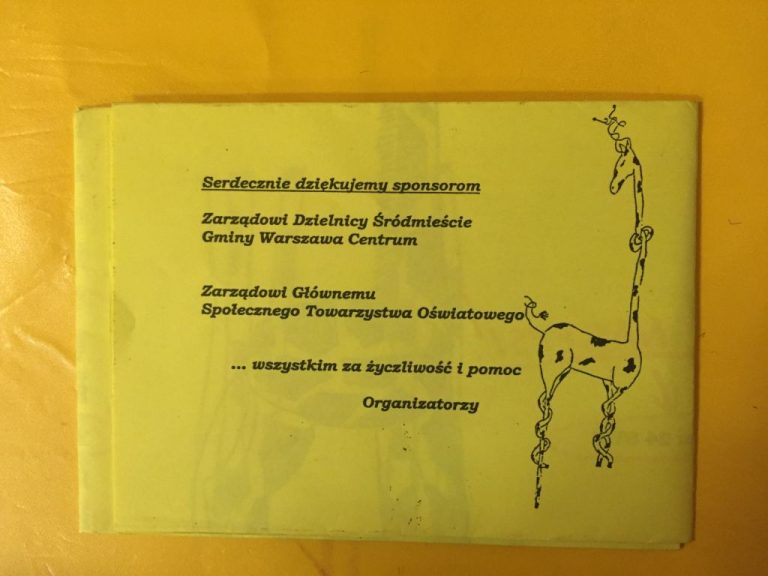 Serdecznie dziękujemy sponsorom
Zarządowi Dzielnicy Śródmieście
Gminy Warszawa Centrum
Zarządowi Głównemu
Społecznego Towarzystwa Oświatowego
... wszystkim za życzliwość i pomoc
Organizatorzy